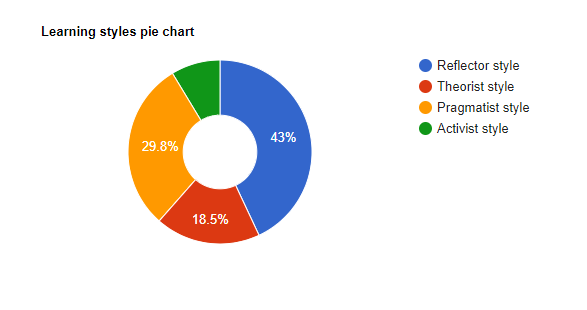 Learning styles pie chart
Reflector style
Theorist style
Pragmatist style
Activist style
43%
29.8%
18.5%